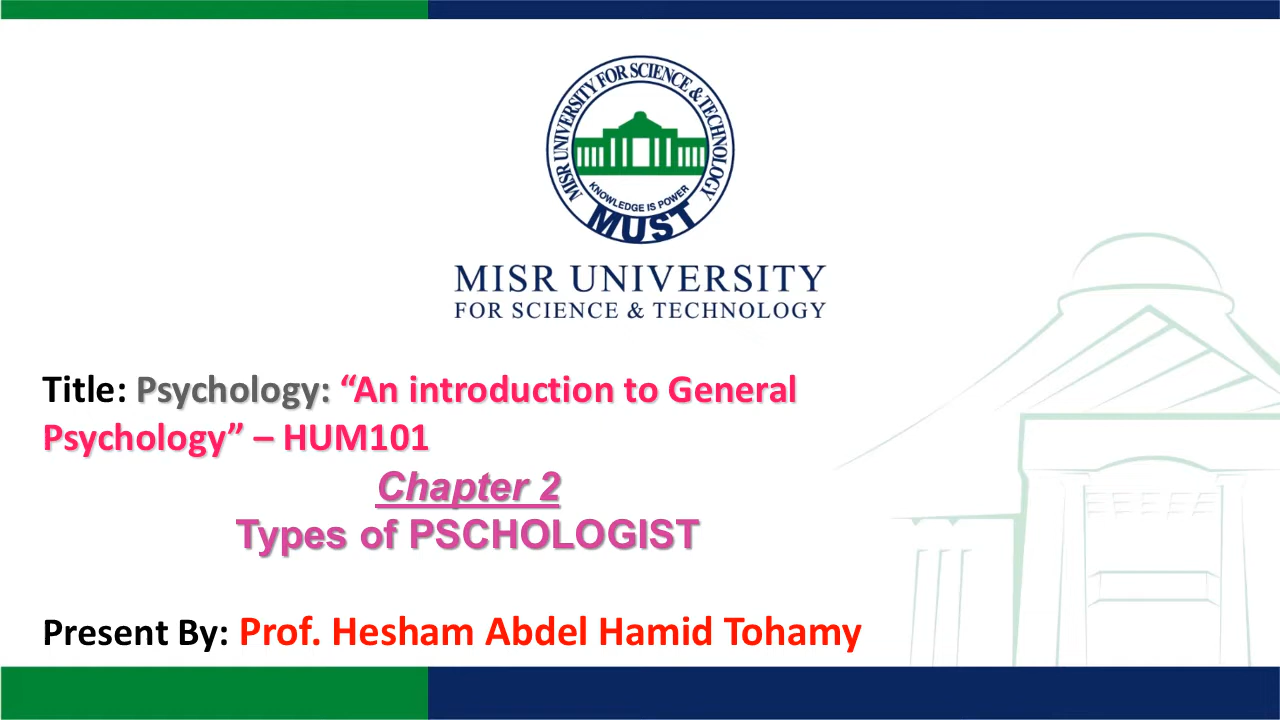 MISR UNIVERSITY FOR SCIENCE & TECHNOLOGY
KNOWLEDGE IS POWER
MUST
MISR UNIVERSITY
FOR SCIENCE & TECHNOLOGY
Title: Psychology: “An introduction to General
Psychology” – HUM101
Chapter 2
Types of PSCHOLOGIST
Present By: Prof. Hesham Abdel Hamid Tohamy